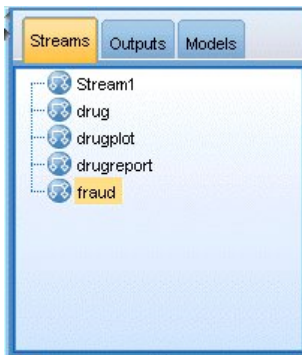 Streams Outputs Models
Stream1
drug
drugplot
drugreport
fraud